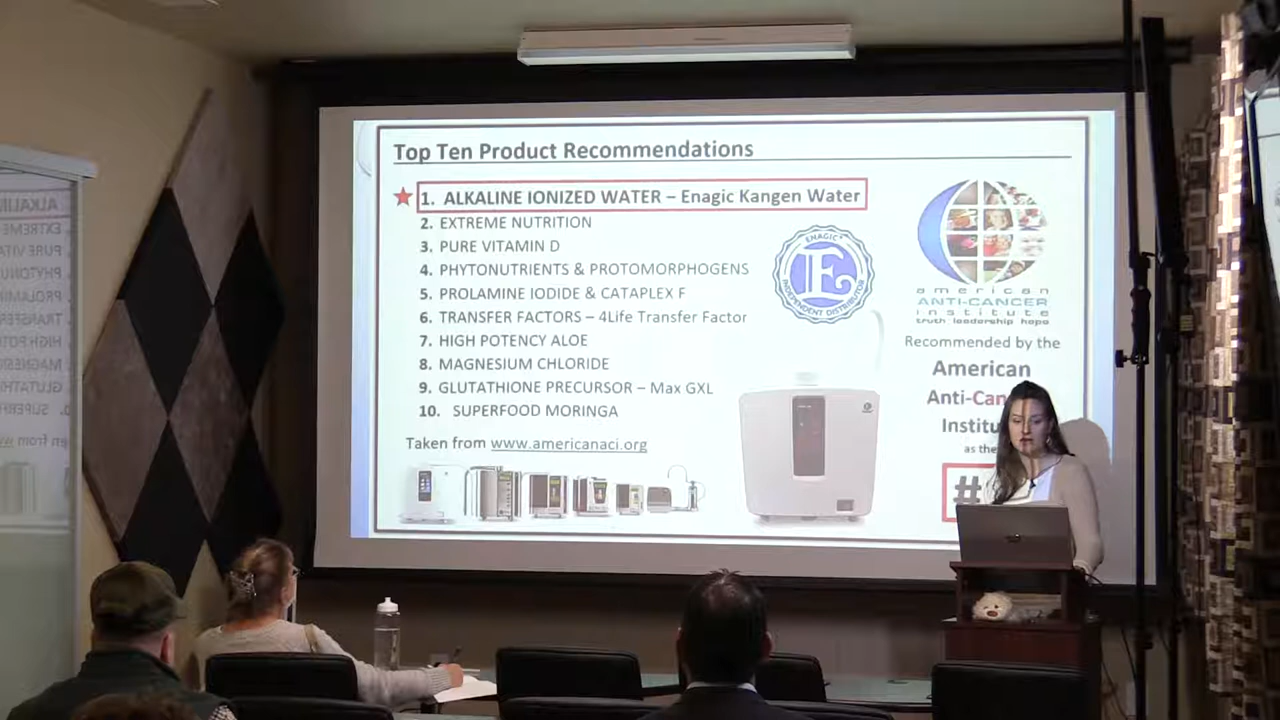 Top Ten Product Recommendations
1. ALKALINE IONIZED WATER – Enagic Kangen Water
2. EXTREME NUTRITION
3. PURE VITAMIN D
4. PHYTONUTRIENTS & PROTOMORPHOGENS
5. PROLAMINE IODIDE & CATAPLEX F
6. TRANSFER FACTORS – 4Life Transfer Factor
7. HIGH POTENCY ALOE
8. MAGNESIUM CHLORIDE
9. GLUTATHIONE PRECURSOR – Max GXL
10. SUPERFOOD MORINGA
Taken from www.americanaci.org
ENAGIC
E
INDEPENDENT DISTRIBUTOR
american
ANTI-CANCER
institute
truth leadership hope
Recommended by the
American
Anti-Can
Institu
as the
#